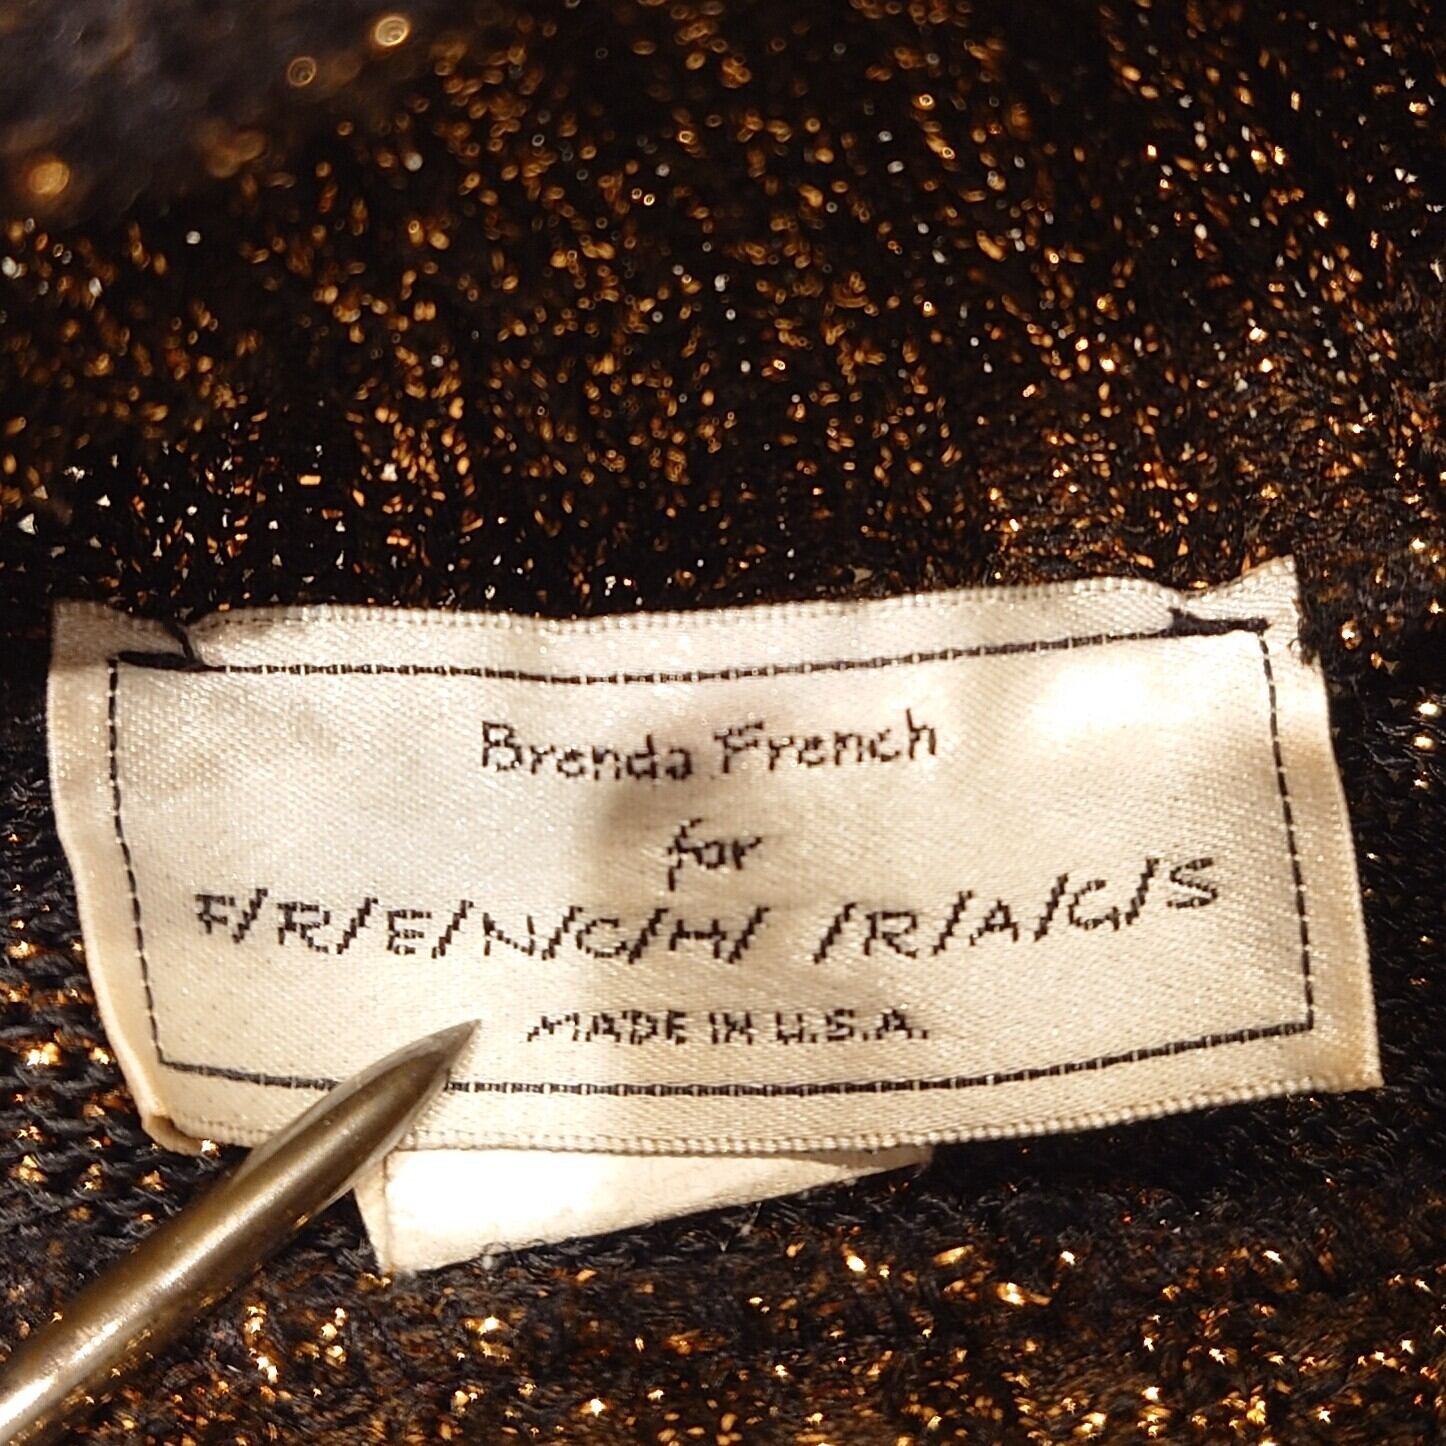 Brenda French
for
F/R/E/N/C/H/ /R/A/G/S
MADE IN U.S.A.